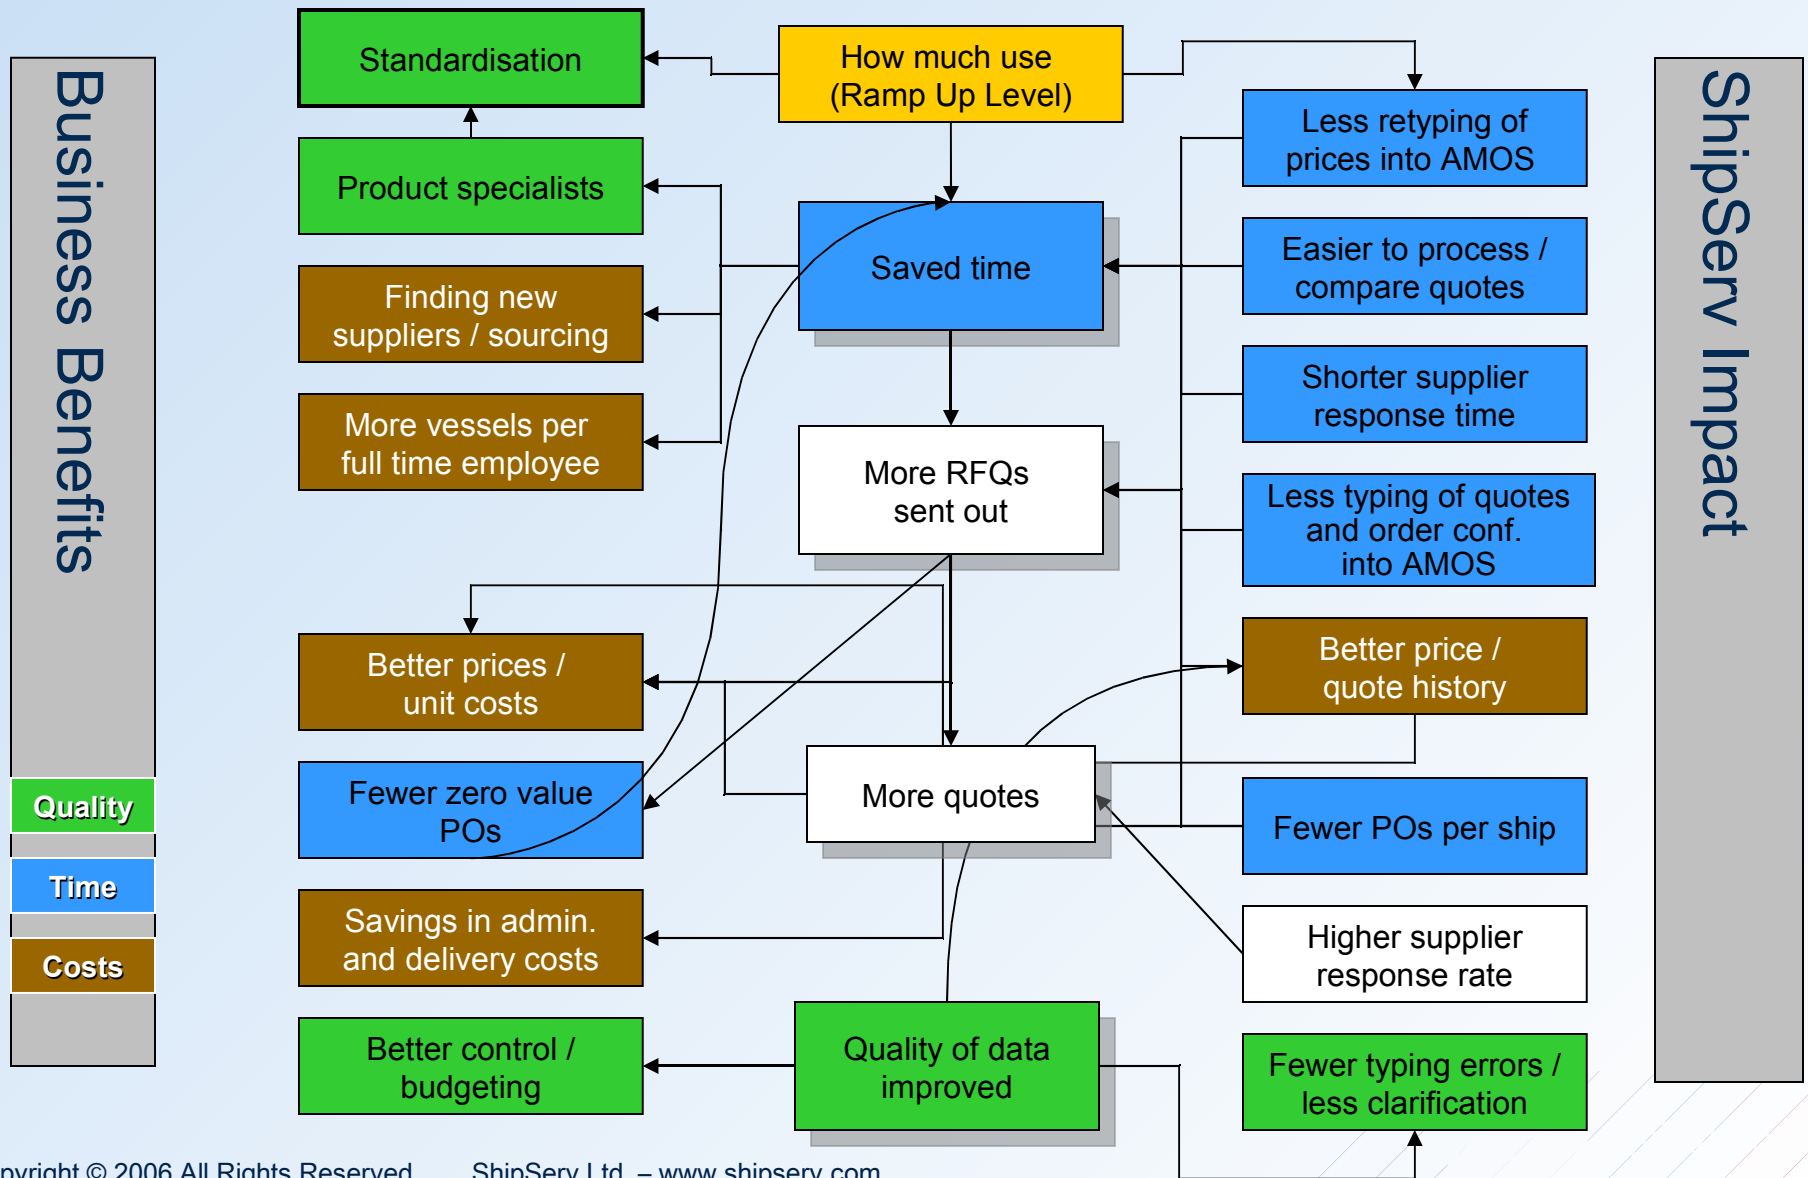 Business Benefits
Quality
Time
Costs
Standardisation
Product specialists
Finding new
suppliers / sourcing
More vessels per
full time employee
Better prices /
unit costs
Fewer zero value
POs
Savings in admin.
and delivery costs
Better control /
budgeting
How much use
(Ramp Up Level)
Saved time
More RFQs
sent out
More quotes
Quality of data
improved
Less retyping of
prices into AMOS
Easier to process /
compare quotes
Shorter supplier
response time
Less typing of quotes
and order conf.
into AMOS
Better price /
quote history
Fewer POs per ship
Higher supplier
response rate
Fewer typing errors /
less clarification
ShipServ Impact
pyright © 2006 All Rights Reserved ShipServ Ltd. – www.shipserv.com